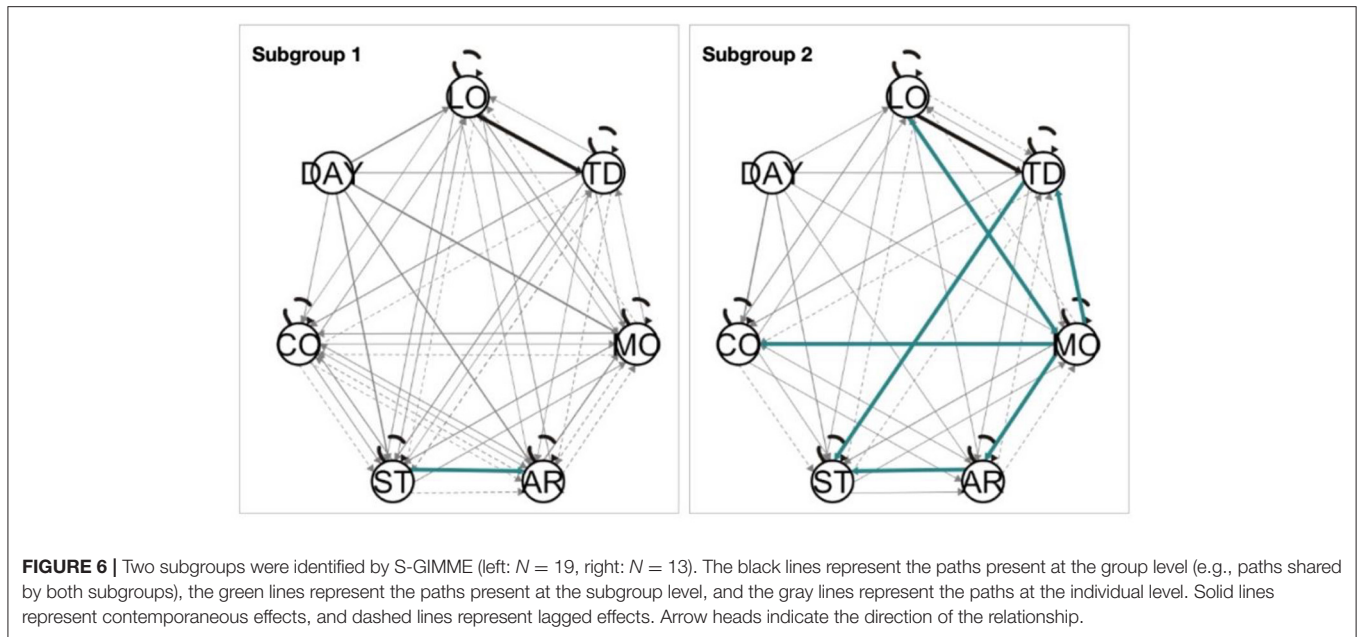 Subgroup 1
LO
DAY
TD
CO
MO
ST
AR
Subgroup 2
LO
DAY
TD
CO
MO
ST
AR
FIGURE 6 | Two subgroups were identified by S-GIMME (left: N = 19, right: N = 13). The black lines represent the paths present at the group level (e.g., paths shared
by both subgroups), the green lines represent the paths present at the subgroup level, and the gray lines represent the paths at the individual level. Solid lines
represent contemporaneous effects, and dashed lines represent lagged effects. Arrow heads indicate the direction of the relationship.